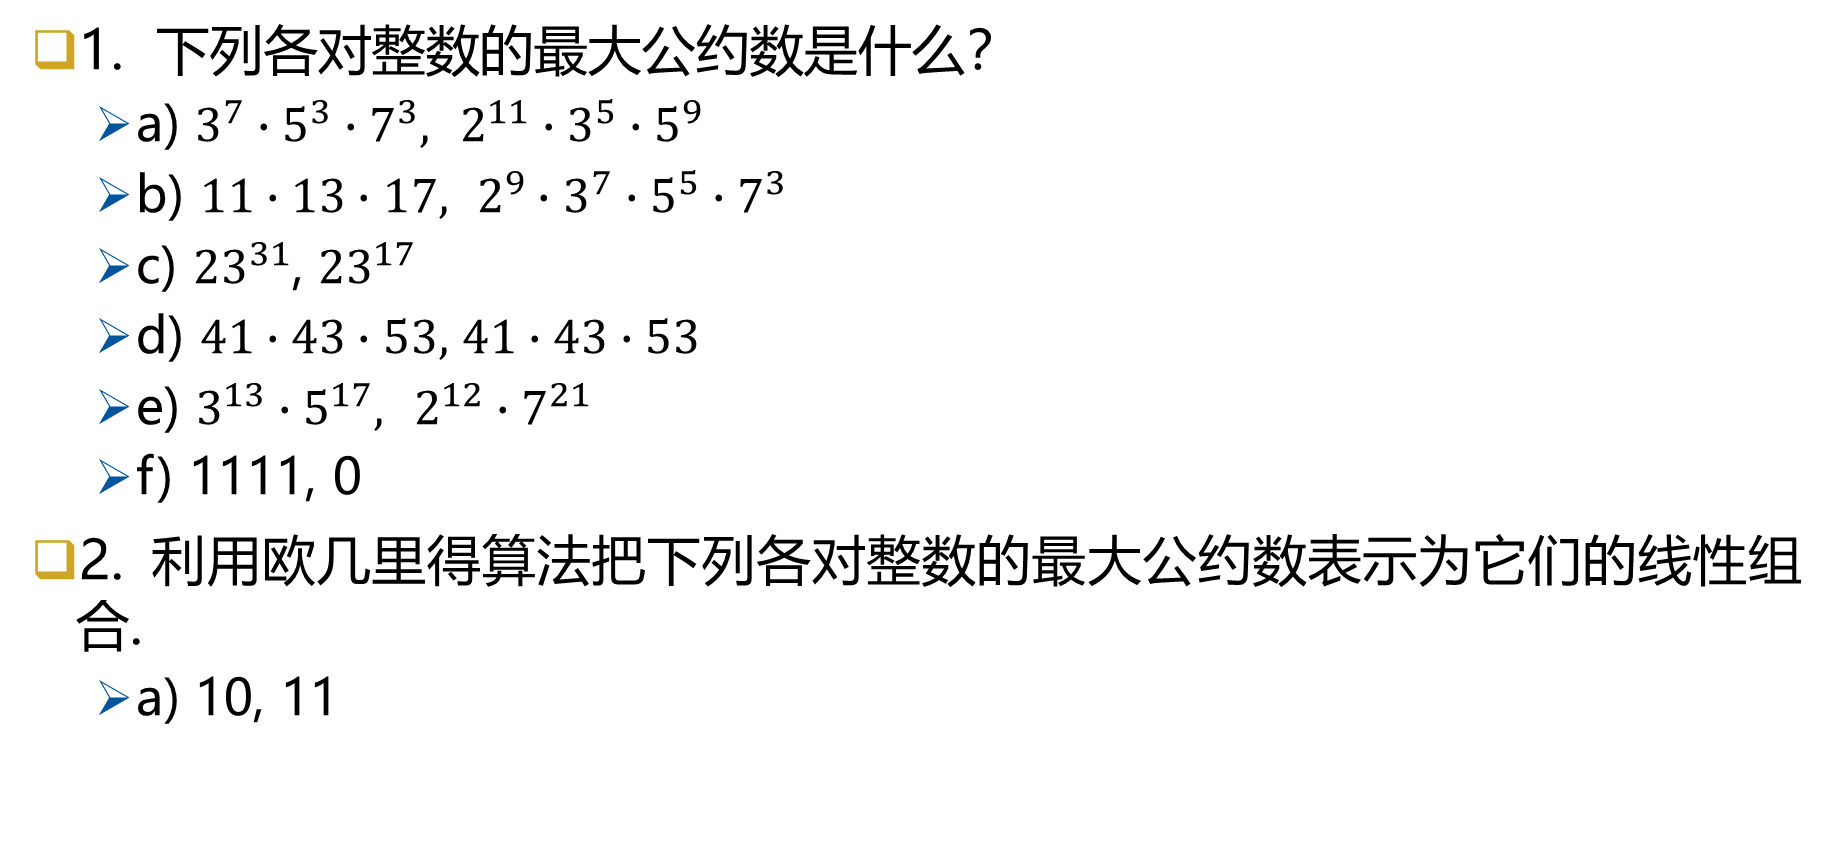 ❑1. 下列各对整数的最大公约数是什么？
➢a) 3⁷ · 5³ · 7³, 2¹¹ · 3⁵ · 5⁹
➢b) 11 · 13 · 17, 2⁹ · 3⁷ · 5⁵ · 7³
➢c) 23³¹, 23¹⁷
➢d) 41 · 43 · 53, 41 · 43 · 53
➢e) 3¹³ · 5¹⁷, 2¹² · 7²¹
➢f) 1111, 0
❑2. 利用欧几里得算法把下列各对整数的最大公约数表示为它们的线性组
合.
➢a) 10, 11